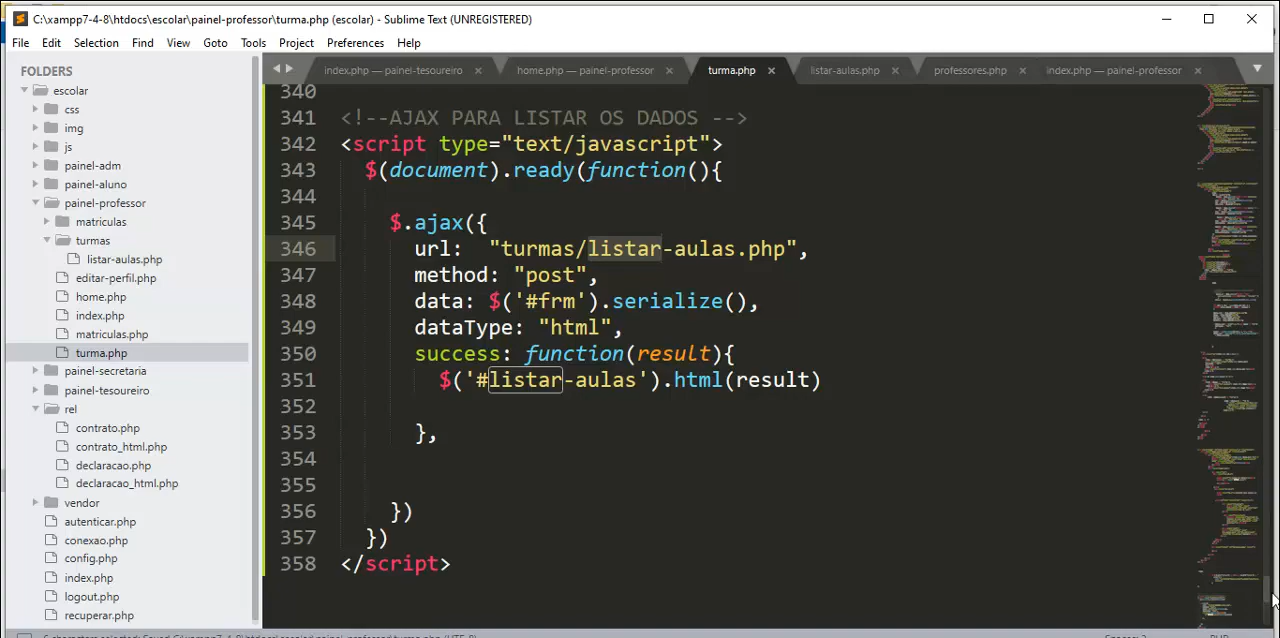 C:\xampp7-4-8\htdocs\escolar\painel-professor\turma.php (escolar) - Sublime Text (UNREGISTERED)
File Edit Selection Find View Goto Tools Project Preferences Help
FOLDERS
escolar
css
img
js
painel-adm
painel-aluno
painel-professor
matriculas
turmas
listar-aulas.php
editar-perfil.php
home.php
index.php
matriculas.php
turma.php
painel-secretaria
painel-tesoureiro
rel
contrato.php
contrato_html.php
declaracao.php
declaracao_html.php
vendor
autenticar.php
conexao.php
config.php
index.php
logout.php
recuperar.php
index.php — painel-tesoureiro
home.php — painel-professor
turma.php
listar-aulas.php
professores.php
index.php — painel-professor
340
341 <!--AJAX PARA LISTAR OS DADOS -->
342 <script type="text/javascript">
343 $(document).ready(function(){
344
345 $.ajax({
346 url: "turmas/listar-aulas.php",
347 method: "post",
348 data: $('#frm').serialize(),
349 dataType: "html",
350 success: function(result){
351 $('#listar-aulas').html(result)
352
353 },
354
355
356 })
357 })
358 </script>